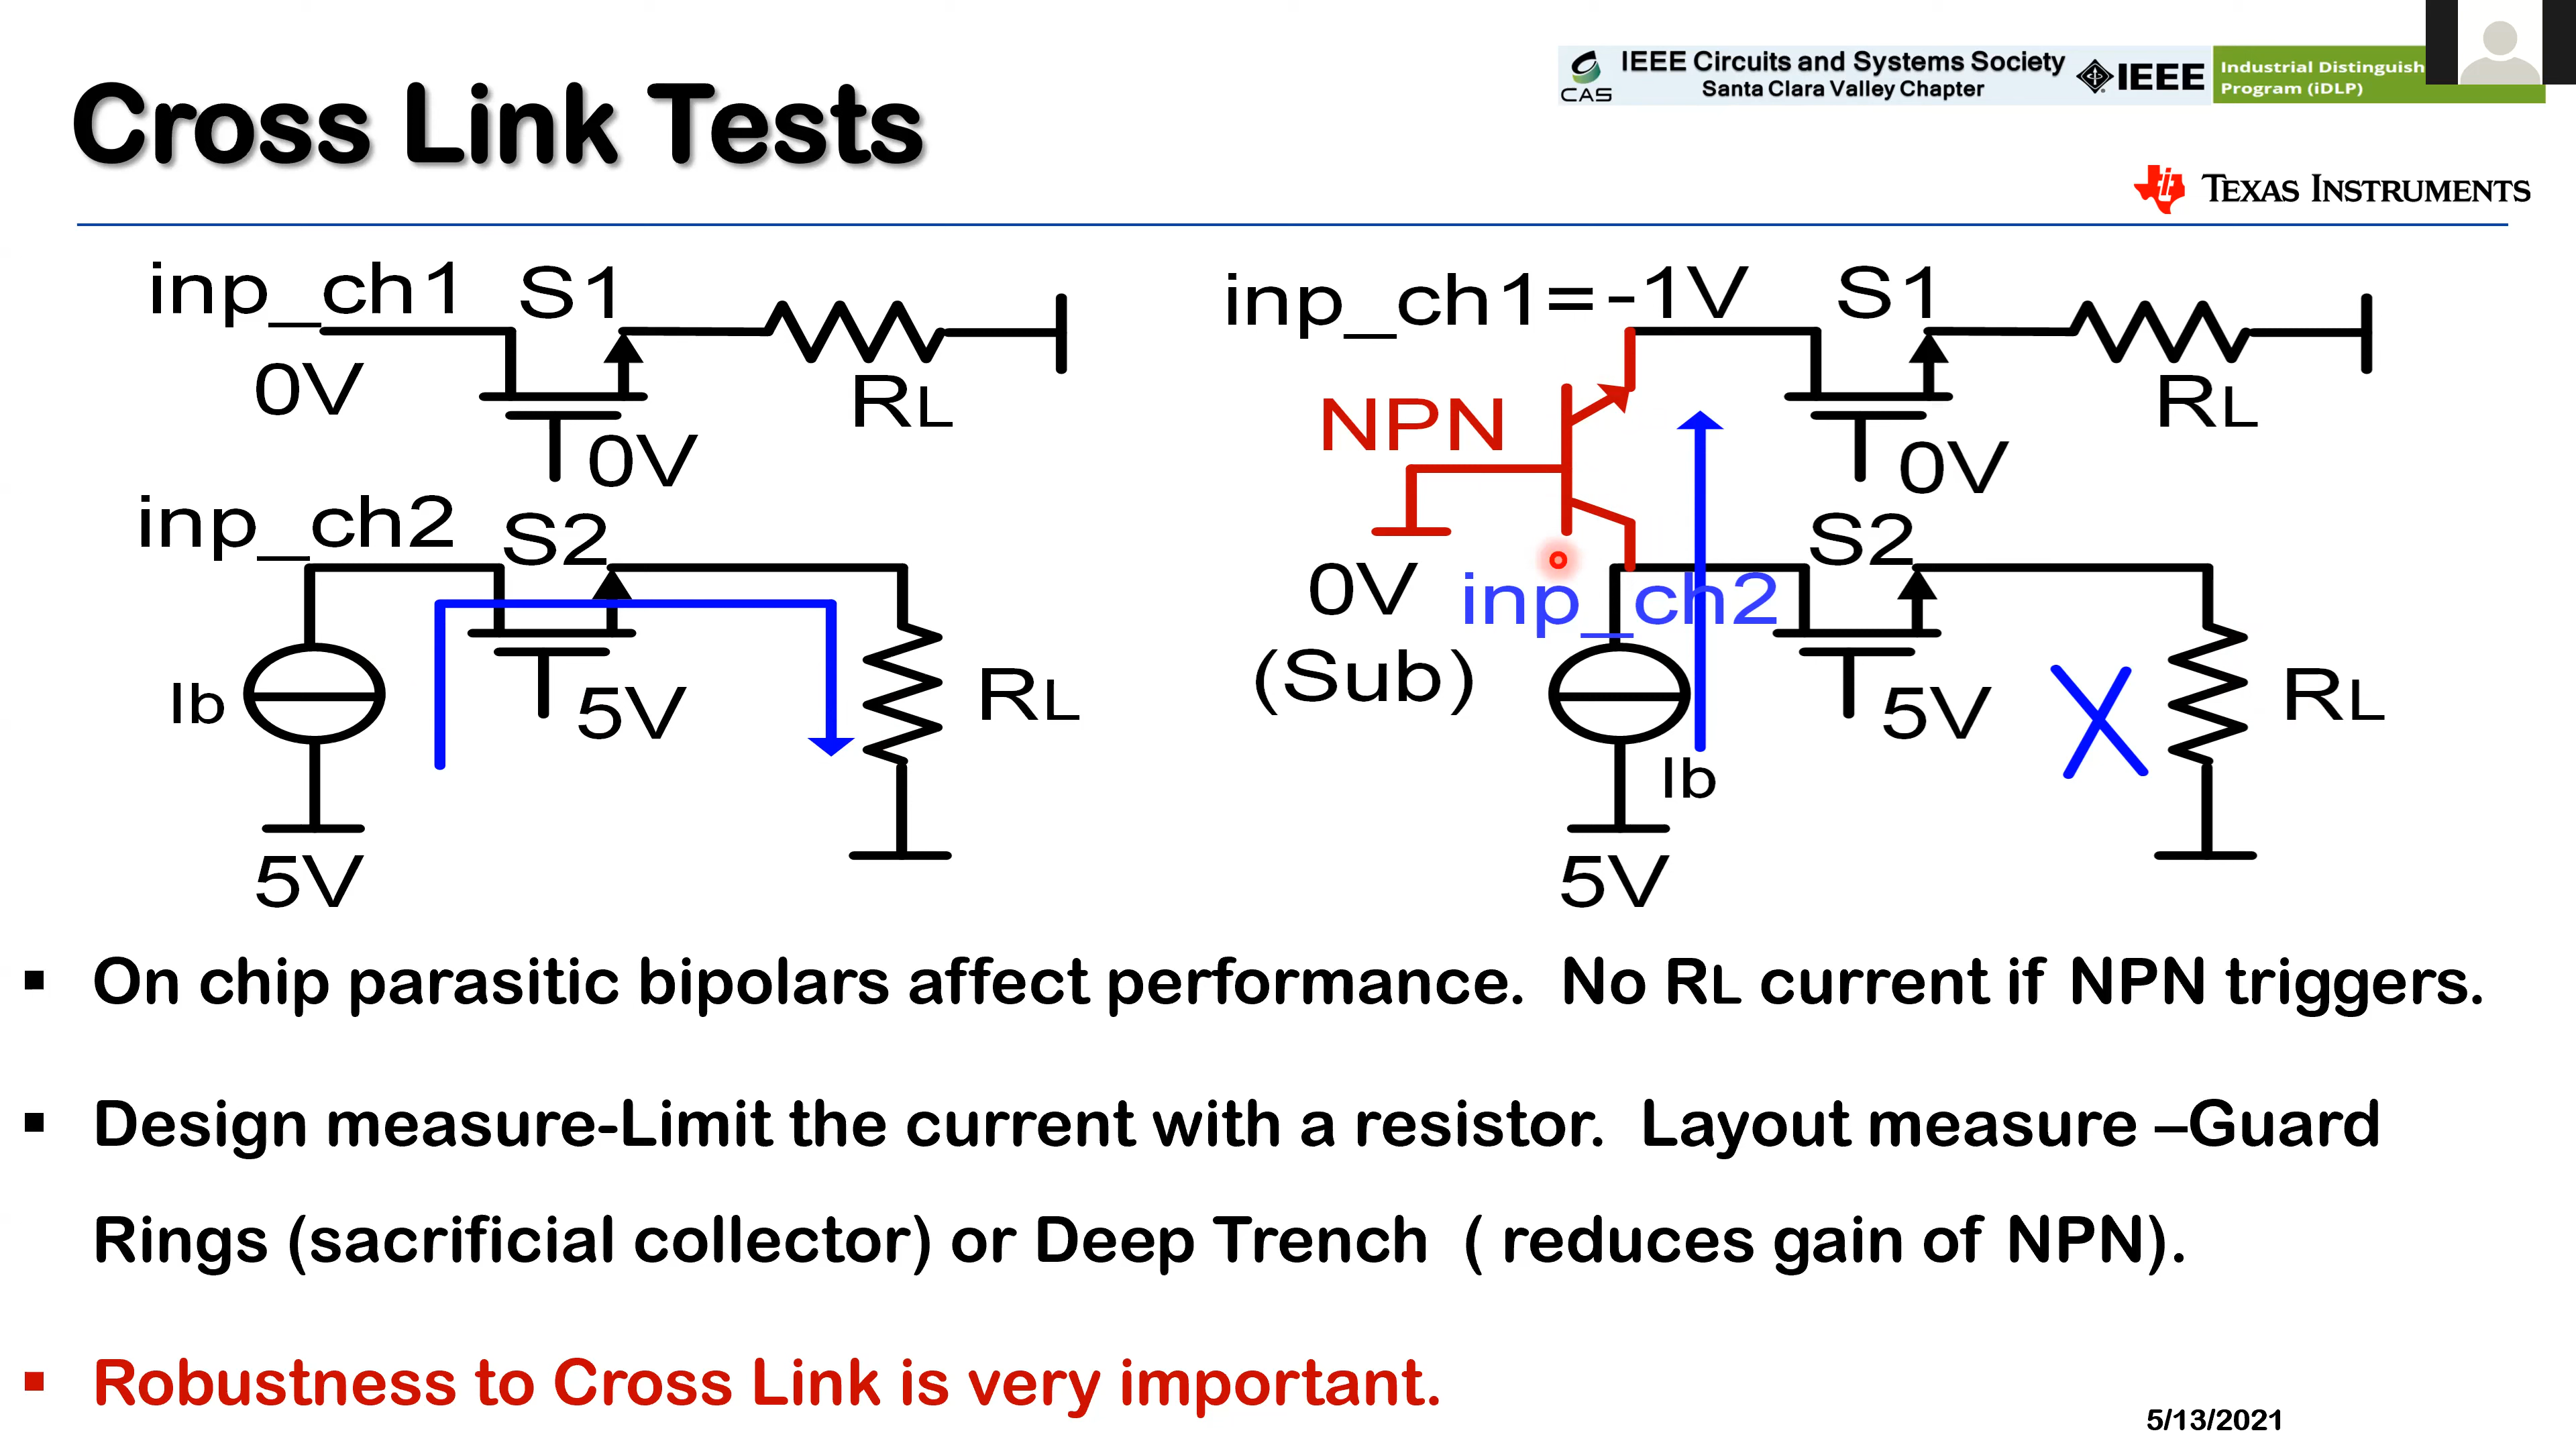 IEEE Circuits and Systems Society
Santa Clara Valley Chapter
CAS
IEEE
Industrial Distinguish
Program (iDLP)
Cross Link Tests
TEXAS INSTRUMENTS
inp_ch1
S1
0V
RL
0V
inp_ch2
S2
Ib
5V
RL
5V
inp_ch1=-1V
S1
NPN
RL
0V
S2
0V
inp_ch2
(Sub)
5V
RL
Ib
5V
▪ On chip parasitic bipolars affect performance. No RL current if NPN triggers.
▪ Design measure-Limit the current with a resistor. Layout measure –Guard
Rings (sacrificial collector) or Deep Trench ( reduces gain of NPN).
▪ Robustness to Cross Link is very important.
5/13/2021